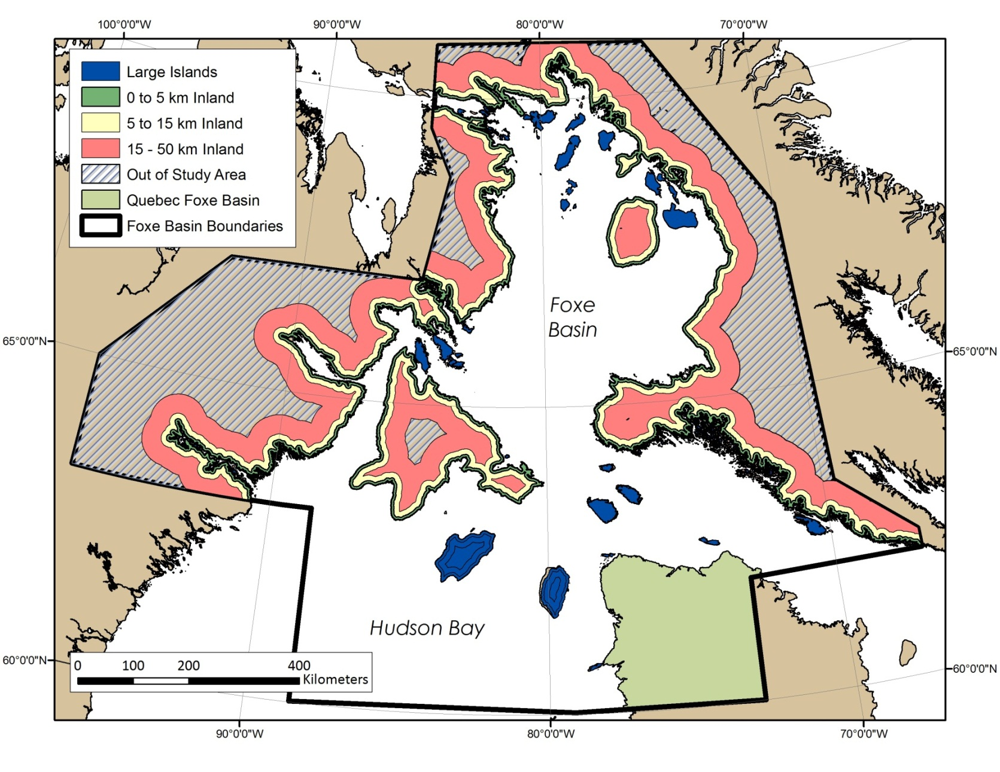 100°0'0"W 90°0'0"W 80°0'0"W 70°0'0"W
Large Islands
0 to 5 km Inland
5 to 15 km Inland
15 - 50 km Inland
Out of Study Area
Quebec Foxe Basin
Foxe Basin Boundaries
Foxe
Basin
65°0'0"N 65°0'0"N
Hudson Bay
60°0'0"N 60°0'0"N
0 100 200 400
Kilometers
90°0'0"W 80°0'0"W 70°0'0"W